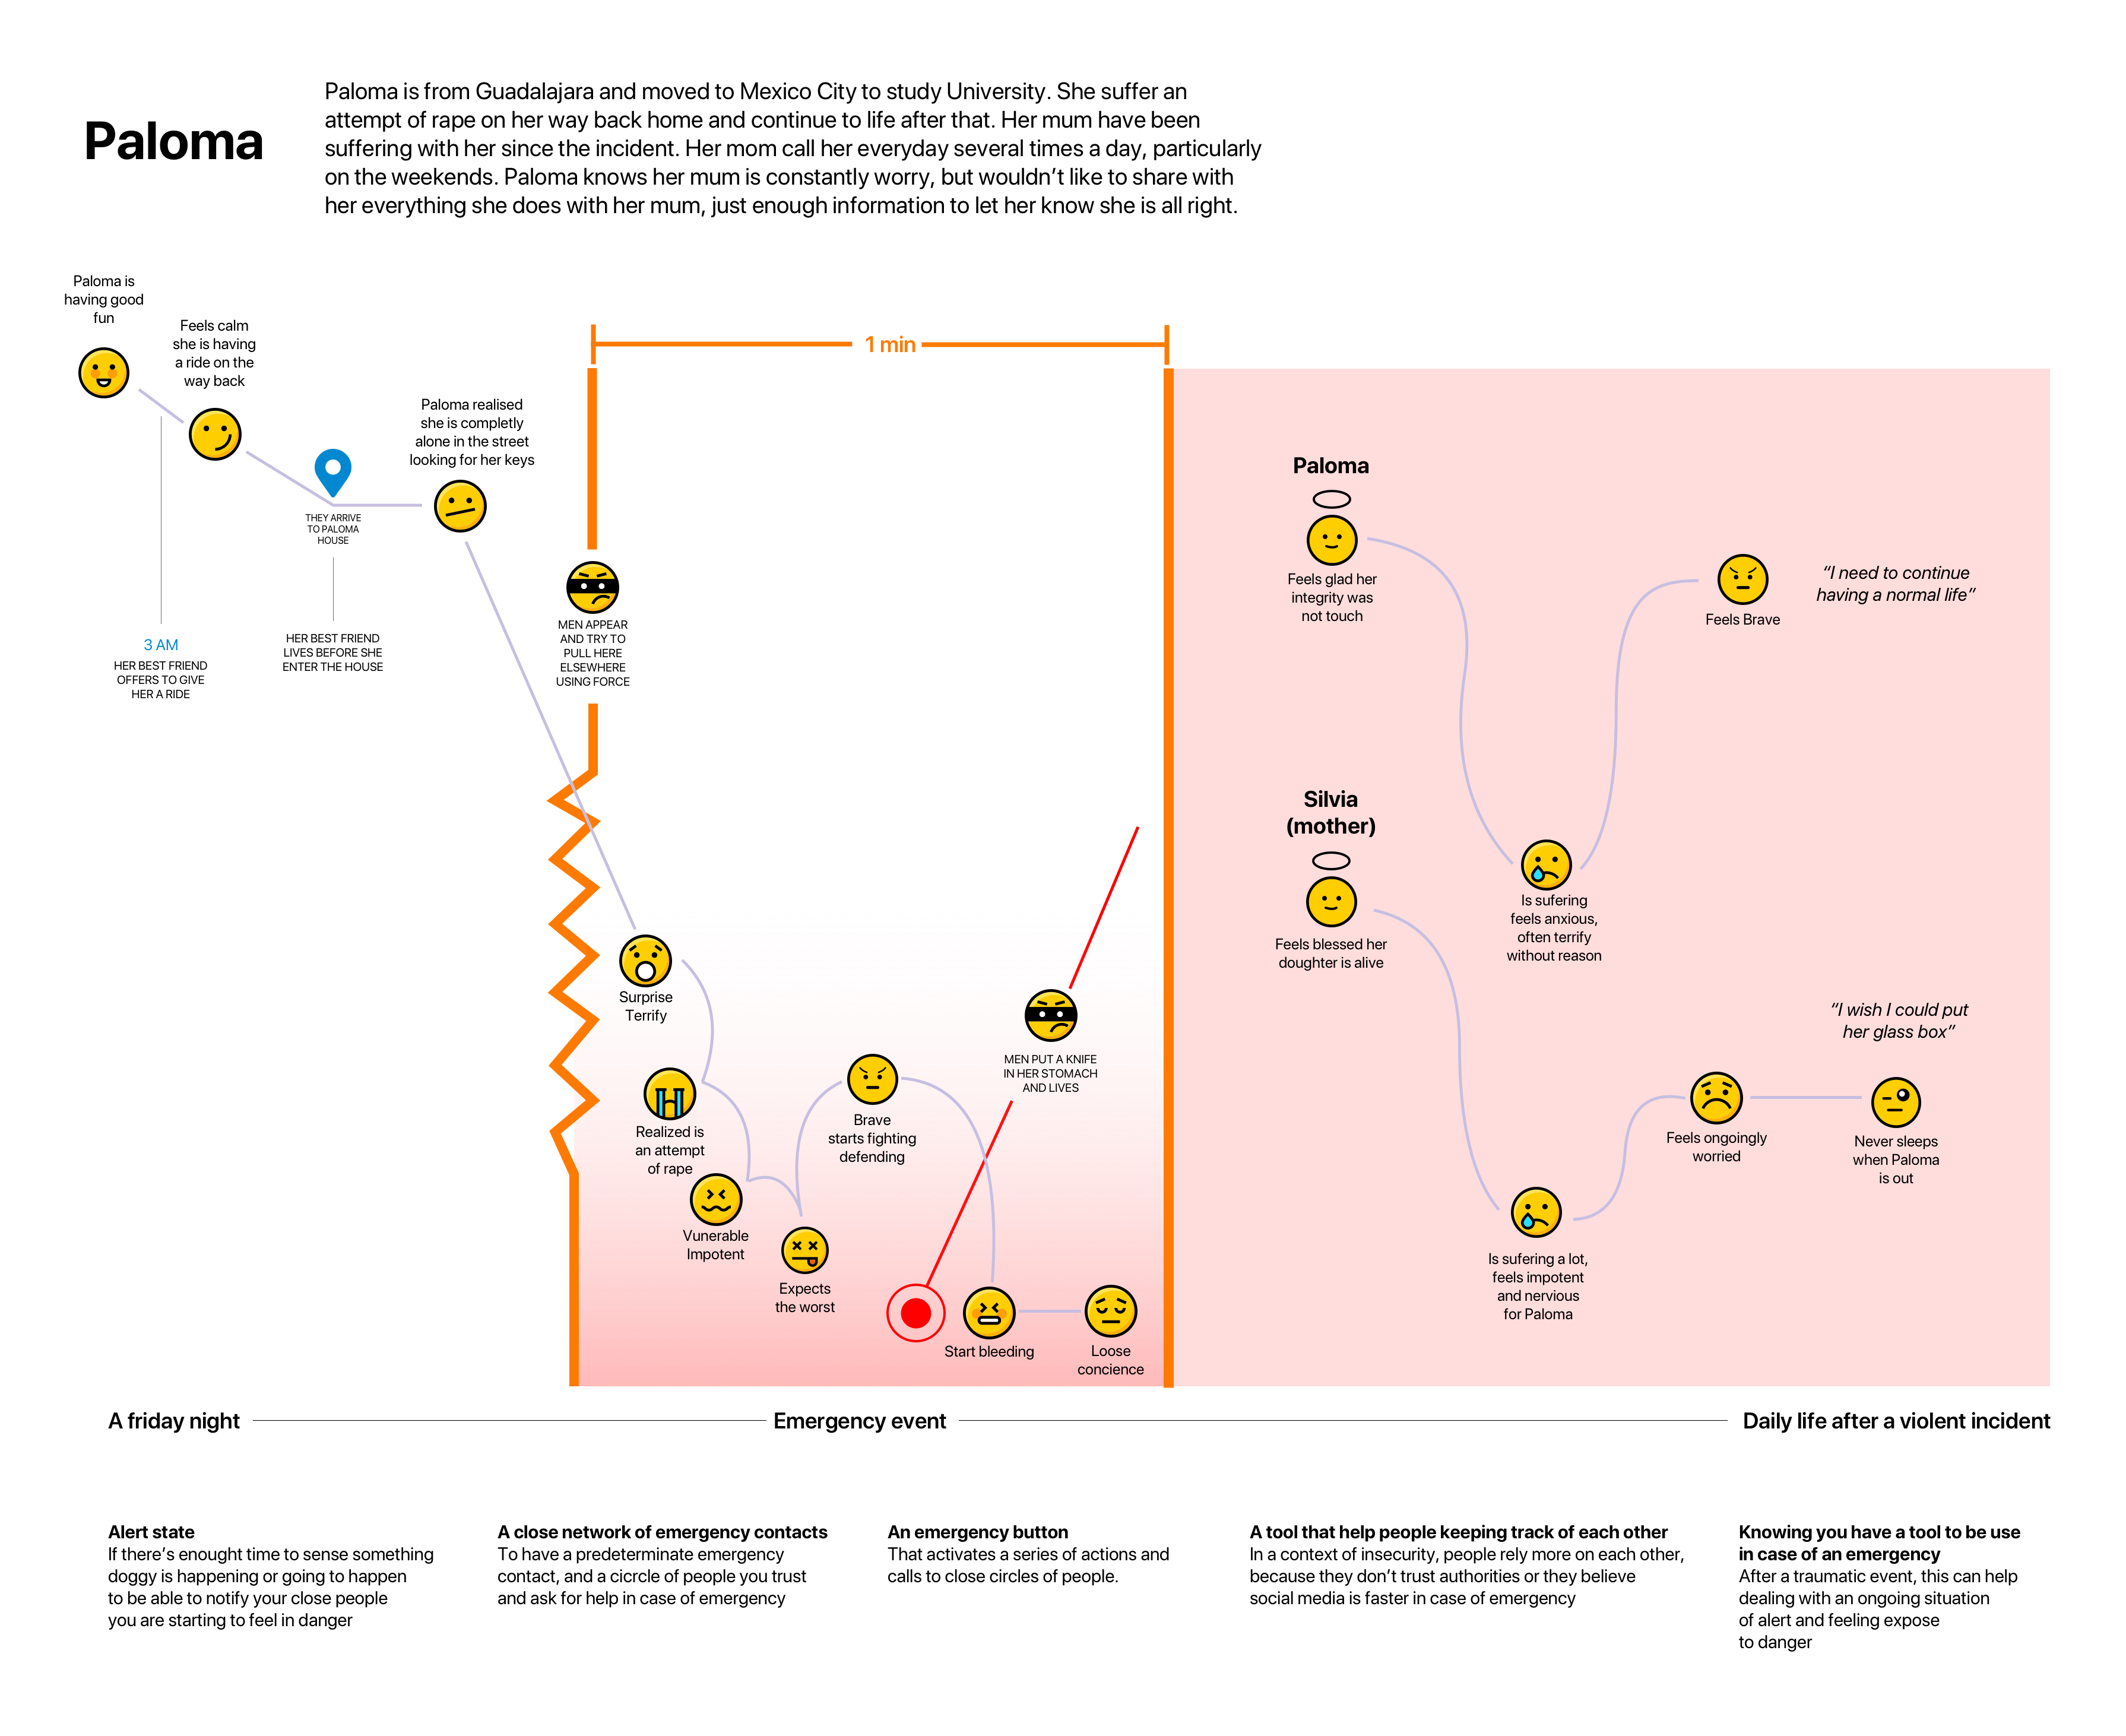 Paloma
Paloma is from Guadalajara and moved to Mexico City to study University. She suffer an
attempt of rape on her way back home and continue to life after that. Her mum have been
suffering with her since the incident. Her mom call her everyday several times a day, particularly
on the weekends. Paloma knows her mum is constantly worry, but wouldn't like to share with
her everything she does with her mum, just enough information to let her know she is all right.
Paloma is
having good
fun
Feels calm
she is having
a ride on the
way back
THEY ARRIVE
TO PALOMA
HOUSE
Paloma realised
she is completly
alone in the street
looking for her keys
3 AM
HER BEST FRIEND
OFFERS TO GIVE
HER A RIDE
HER BEST FRIEND
LIVES BEFORE SHE
ENTER THE HOUSE
1 min
MEN APPEAR
AND TRY TO
PULL HERE
ELSEWHERE
USING FORCE
Surprise
Terrify
Realized is
an attempt
of rape
Vunerable
Impotent
Expects
the worst
Brave
starts fighting
defending
MEN PUT A KNIFE
IN HER STOMACH
AND LIVES
Start bleeding
Loose
concience
Paloma
Feels glad her
integrity was
not touch
Is sufering
feels anxious,
often terrify
without reason
Feels Brave
“I need to continue
having a normal life”
Silvia
(mother)
Feels blessed her
doughter is alive
Is sufering a lot,
feels impotent
and nervious
for Paloma
Feels ongoingly
worried
Never sleeps
when Paloma
is out
“I wish I could put
her glass box”
A friday night
Emergency event
Daily life after a violent incident
Alert state
If there's enought time to sense something
doggy is happening or going to happen
to be able to notify your close people
you are starting to feel in danger
A close network of emergency contacts
To have a predeterminate emergency
contact, and a cicrcle of people you trust
and ask for help in case of emergency
An emergency button
That activates a series of actions and
calls to close circles of people.
A tool that help people keeping track of each other
In a context of insecurity, people rely more on each other,
because they don't trust authorities or they believe
social media is faster in case of emergency
Knowing you have a tool to be use
in case of an emergency
After a traumatic event, this can help
dealing with an ongoing situation
of alert and feeling expose
to danger